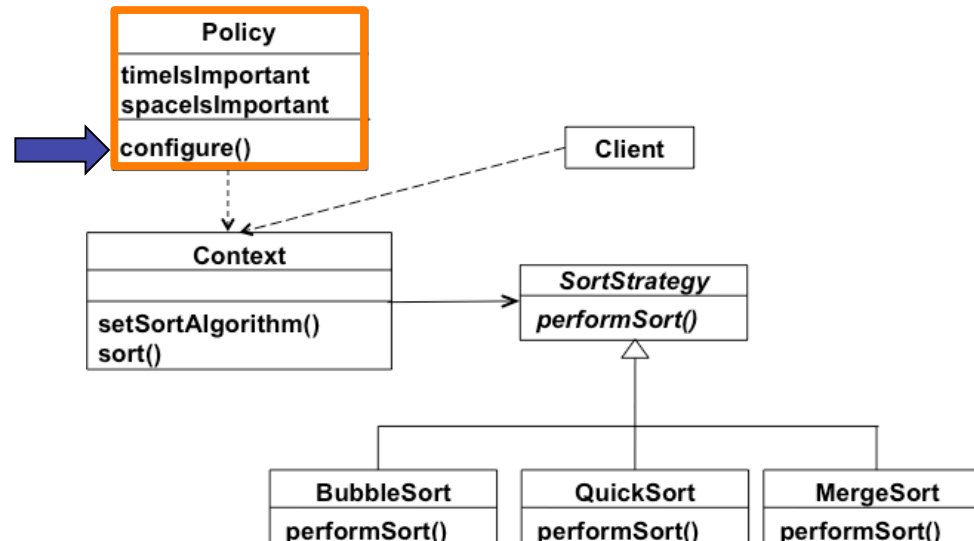 Policy
timeIsImportant
spaceIsImportant
configure()
Client
Context
setSortAlgorithm()
sort()
SortStrategy
performSort()
BubbleSort
performSort()
QuickSort
performSort()
MergeSort
performSort()